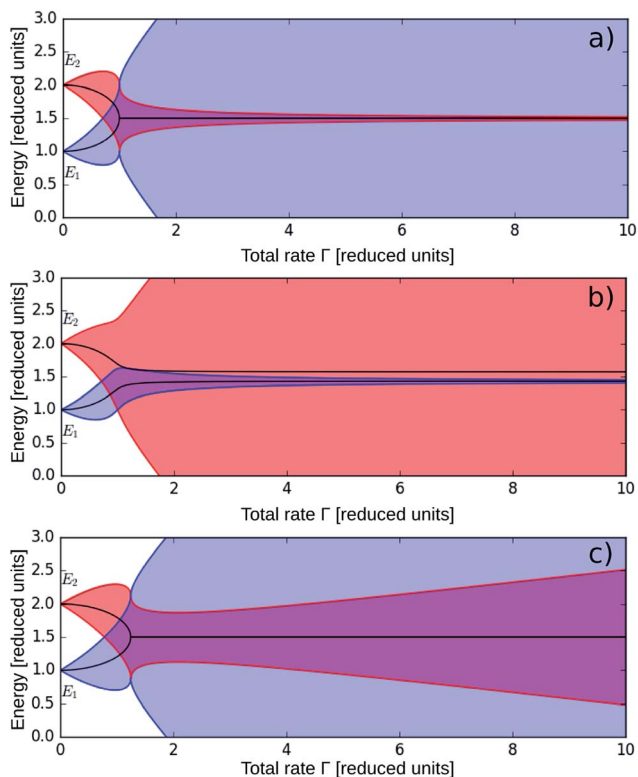 a)
3.0
2.5
2.0
1.5
1.0
0.5
0.0
Energy [reduced units]
E2
E1
0 2 4 6 8 10
Total rate Γ [reduced units]
b)
3.0
2.5
2.0
1.5
1.0
0.5
0.0
Energy [reduced units]
E2
E1
0 2 4 6 8 10
Total rate Γ [reduced units]
c)
3.0
2.5
2.0
1.5
1.0
0.5
0.0
Energy [reduced units]
E2
E1
0 2 4 6 8 10
Total rate Γ [reduced units]